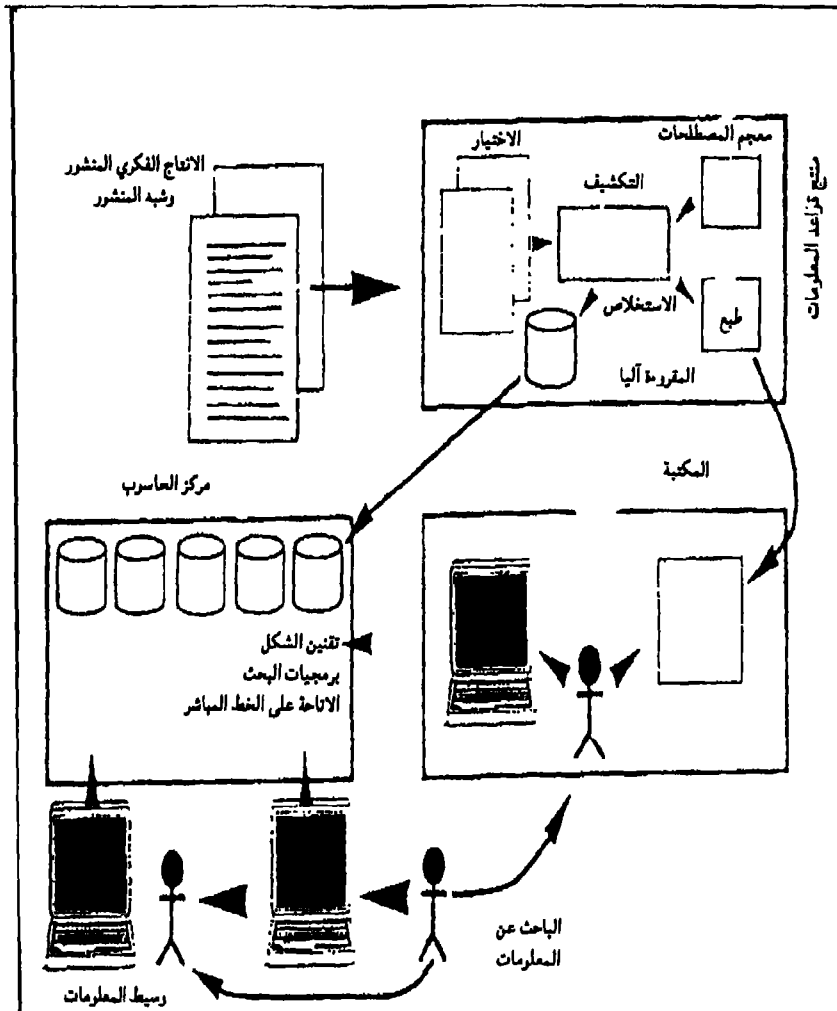 معجم المصطلحات
الاختيار
الانتاج الفكري المنشور
وشبه المنشور
التكشيف
منتج قواعد المعلومات
الاستخلاص
طبع
المقروءة آليا
المكتبة
مركز الحاسوب
تقنين الشكل
برمجيات البحث
الاتاحة على الخط المباشر
الباحث عن
المعلومات
وسيط المعلومات